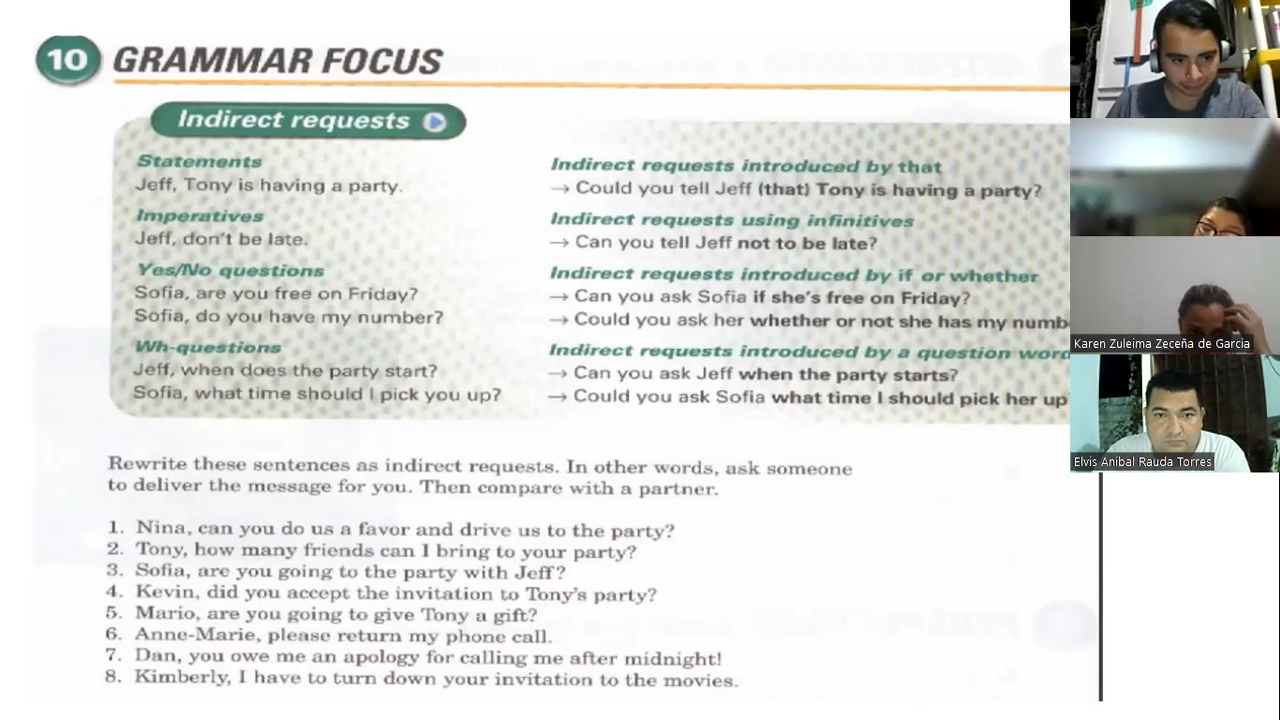 10 GRAMMAR FOCUS
Indirect requests
Statements
Jeff, Tony is having a party.
Imperatives
Jeff, don't be late.
Yes/No questions
Sofia, are you free on Friday?
Sofia, do you have my number?
Wh-questions
Jeff, when does the party start?
Sofia, what time should I pick you up?
Indirect requests introduced by that
→ Could you tell Jeff (that) Tony is having a party?
Indirect requests using infinitives
→ Can you tell Jeff not to be late?
Indirect requests introduced by if or whether
→ Can you ask Sofia if she's free on Friday?
→ Could you ask her whether or not she has my numb
Indirect requests introduced by a question word
→ Can you ask Jeff when the party starts?
→ Could you ask Sofia what time I should pick her up
Rewrite these sentences as indirect requests. In other words, ask someone
to deliver the message for you. Then compare with a partner.
1. Nina, can you do us a favor and drive us to the party?
2. Tony, how many friends can I bring to your party?
3. Sofia, are you going to the party with Jeff?
4. Kevin, did you accept the invitation to Tony's party?
5. Mario, are you going to give Tony a gift?
6. Anne-Marie, please return my phone call.
7. Dan, you owe me an apology for calling me after midnight!
8. Kimberly, I have to turn down your invitation to the movies.
Karen Zuleima Zeceña de Garcia
Elvis Anibal Rauda Torres